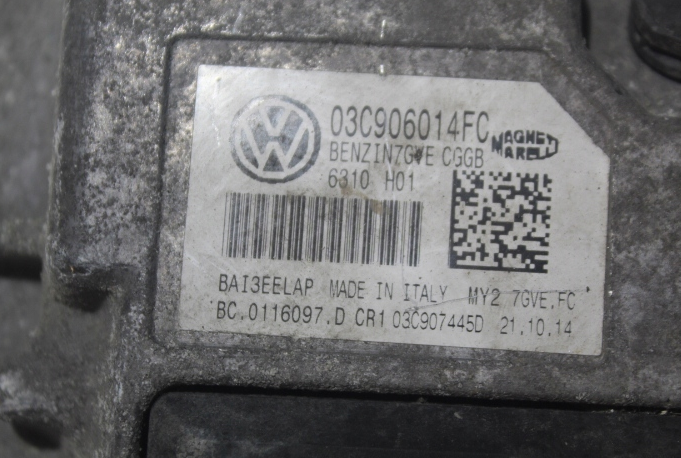 03C906014FC
MAGNETI
MARELLI
BENZIN7GVE CGGB
6310 H01
BAI3EELAP MADE IN ITALY MY2 7GVE.FC
BC.0116097.D CR1 03C907445D 21.10.14